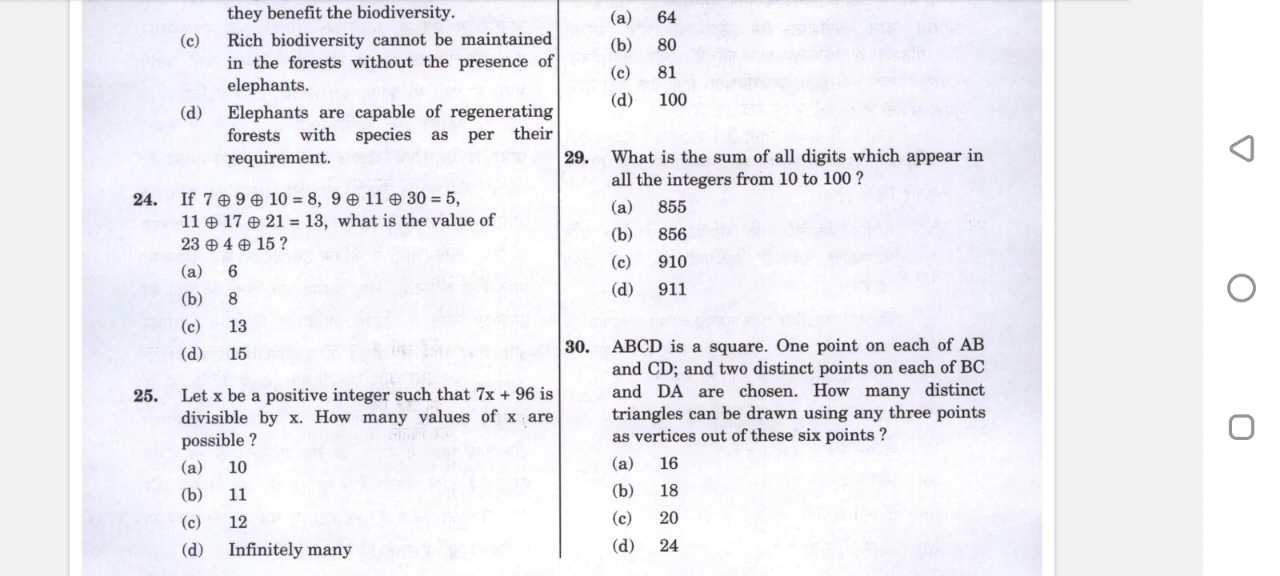 they benefit the biodiversity.
(c) Rich biodiversity cannot be maintained
in the forests without the presence of
elephants.
(d) Elephants are capable of regenerating
forests with species as per their
requirement.
24. If 7 ⊕ 9 ⊕ 10 = 8, 9 ⊕ 11 ⊕ 30 = 5,
11 ⊕ 17 ⊕ 21 = 13, what is the value of
23 ⊕ 4 ⊕ 15 ?
(a) 6
(b) 8
(c) 13
(d) 15
25. Let x be a positive integer such that 7x + 96 is
divisible by x. How many values of x are
possible ?
(a) 10
(b) 11
(c) 12
(d) Infinitely many
(a) 64
(b) 80
(c) 81
(d) 100
29. What is the sum of all digits which appear in
all the integers from 10 to 100 ?
(a) 855
(b) 856
(c) 910
(d) 911
30. ABCD is a square. One point on each of AB
and CD; and two distinct points on each of BC
and DA are chosen. How many distinct
triangles can be drawn using any three points
as vertices out of these six points ?
(a) 16
(b) 18
(c) 20
(d) 24